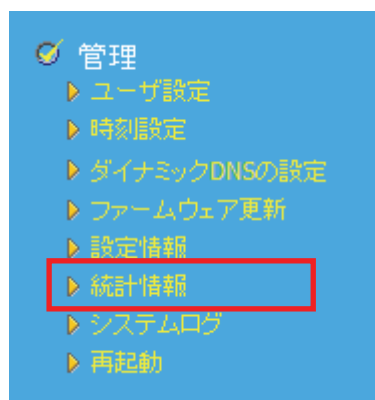 管理
ユーザ設定
時刻設定
ダイナミックDNSの設定
ファームウェア更新
設定情報
統計情報
システムログ
再起動